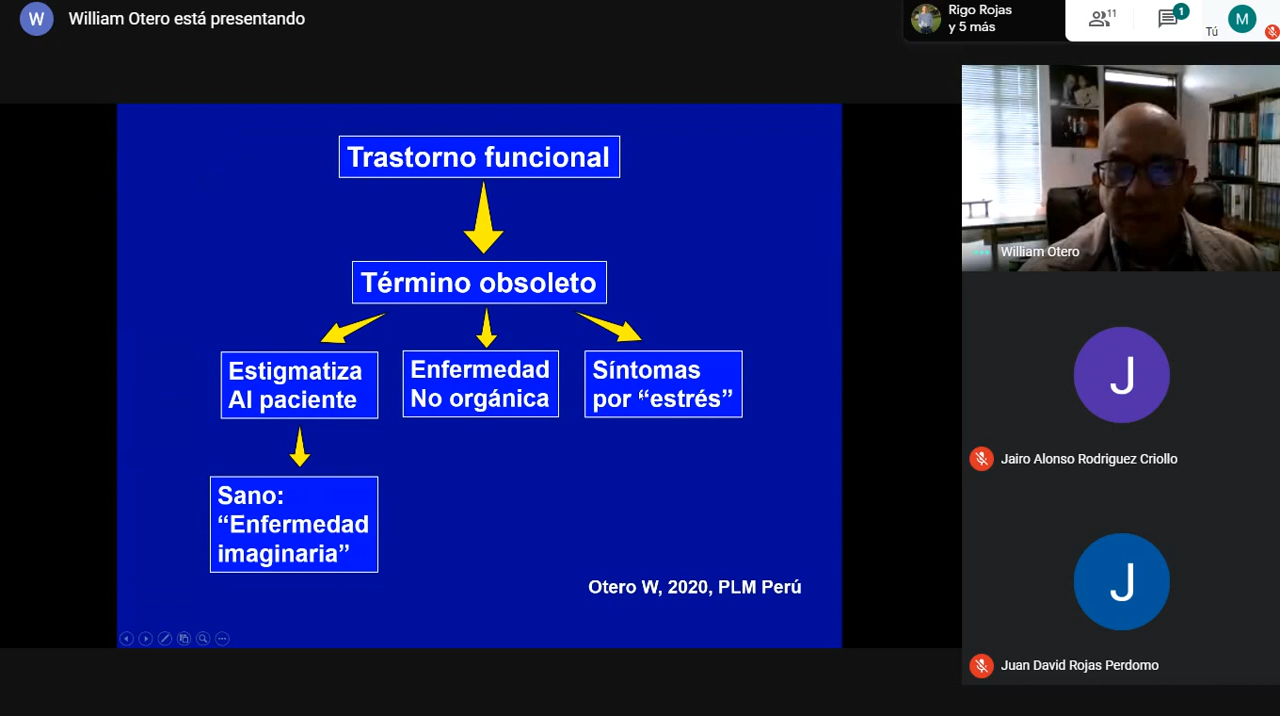 W
William Otero está presentando
Rigo Rojas
y 5 más
11
1
Tú
M
Trastorno funcional
Término obsoleto
Estigmatiza
Al paciente
Enfermedad
No orgánica
Síntomas
por “estrés”
Sano:
“Enfermedad
imaginaria”
Otero W, 2020, PLM Perú
William Otero
J
Jairo Alonso Rodriguez Criollo
J
Juan David Rojas Perdomo